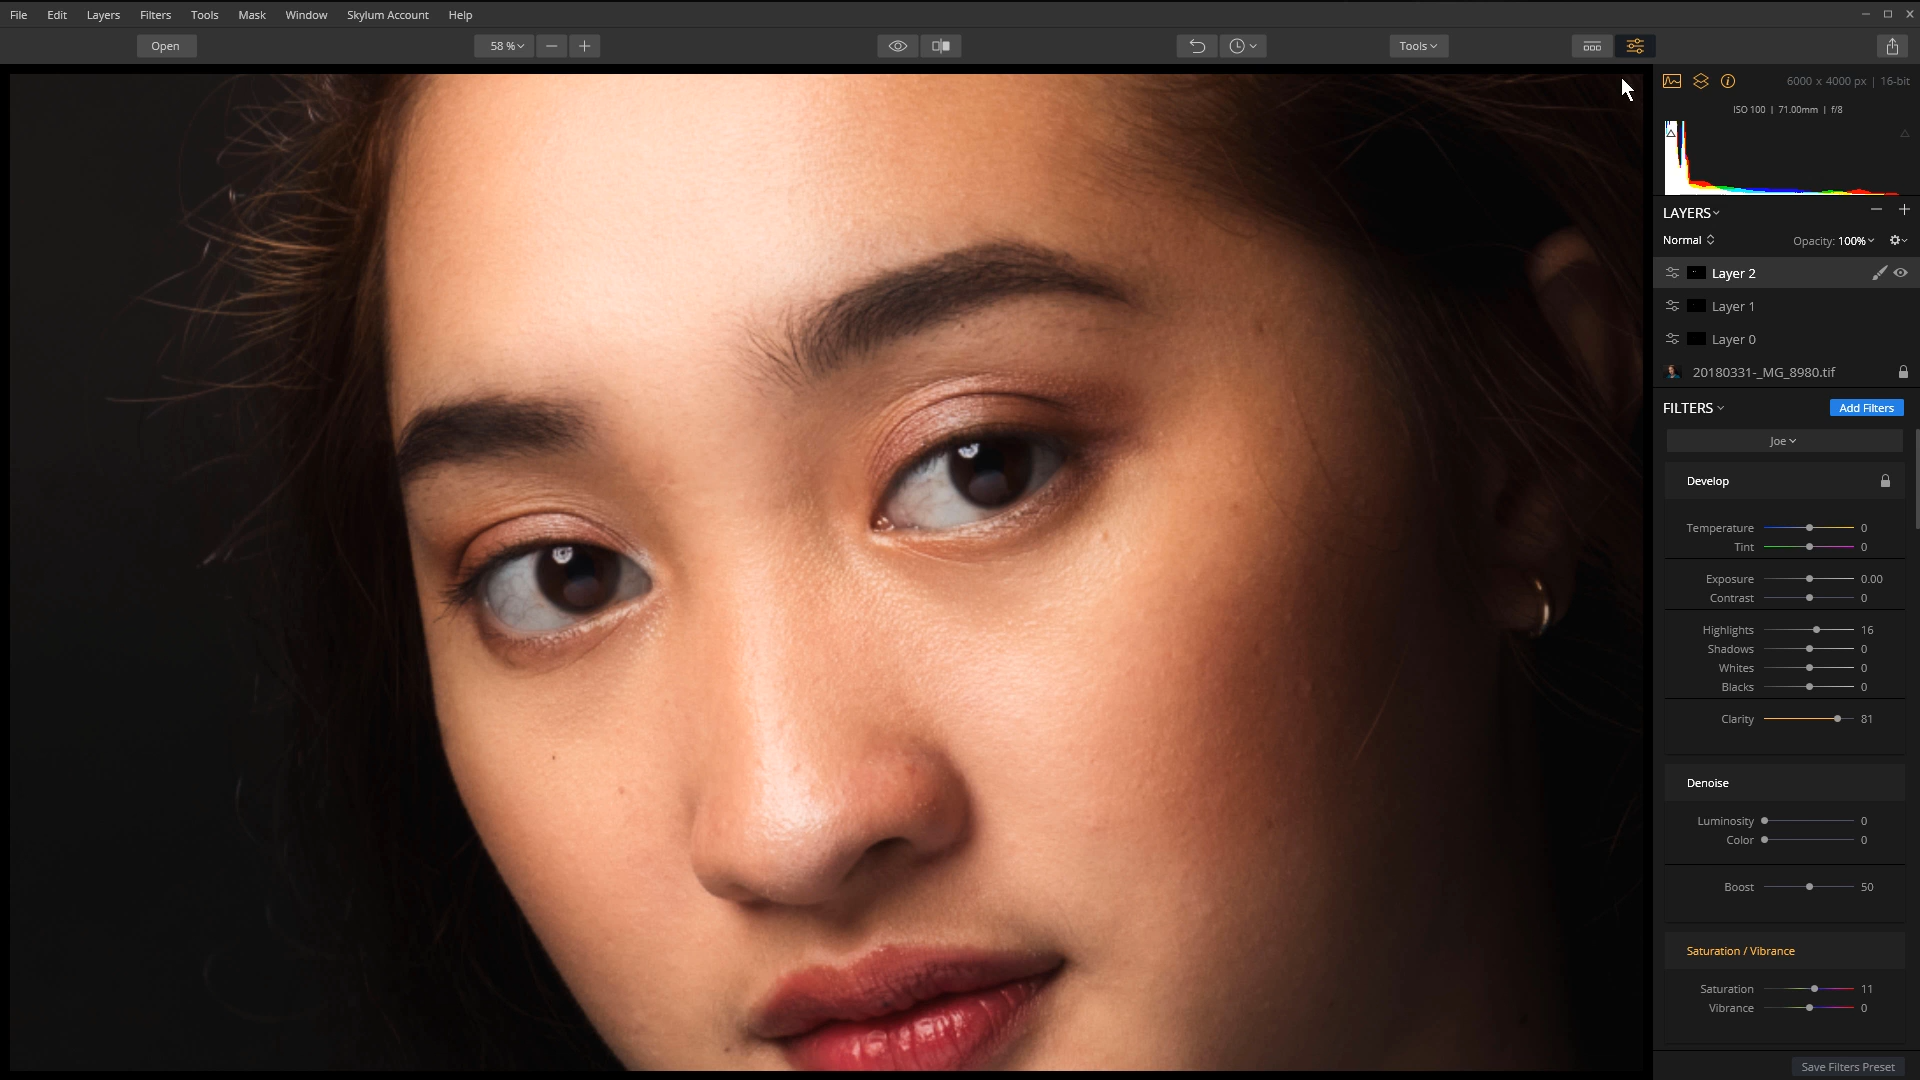 File Edit Layers Filters Tools Mask Window Skylum Account Help
Open 58 % Tools
6000 x 4000 px | 16-bit
ISO 100 | 71.00mm | f/8
LAYERS
Normal Opacity: 100%
Layer 2
Layer 1
Layer 0
20180331-_MG_8980.tif
FILTERS Add Filters
Joe
Develop
Temperature 0
Tint 0
Exposure 0.00
Contrast 0
Highlights 16
Shadows 0
Whites 0
Blacks 0
Clarity 81
Denoise
Luminosity 0
Color 0
Boost 50
Saturation / Vibrance
Saturation 11
Vibrance 0
Save Filters Preset